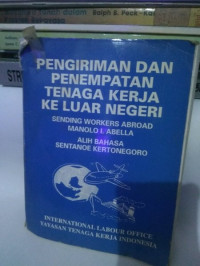 PENGIRIMAN DAN
PENEMPATAN
TENAGA KERJA
KE LUAR NEGERI
SENDING WORKERS ABROAD
MANOLO I. ABELLA
ALIH BAHASA
SENTANOE KERTONEGORO
INTERNATIONAL LABOUR OFFICE
YAYASAN TENAGA KERJA INDONESIA